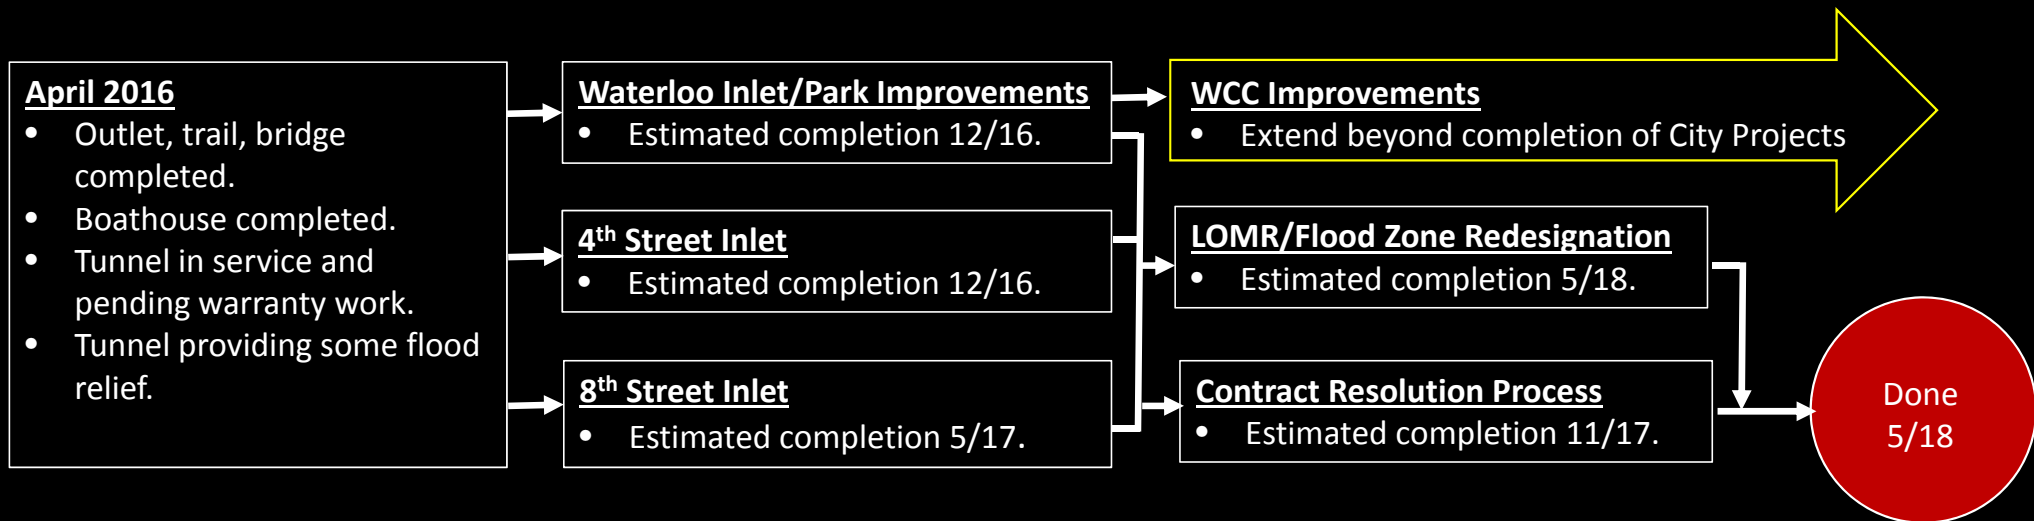 April 2016
• Outlet, trail, bridge
completed.
• Boathouse completed.
• Tunnel in service and
pending warranty work.
• Tunnel providing some flood
relief.
Waterloo Inlet/Park Improvements
• Estimated completion 12/16.
4th Street Inlet
• Estimated completion 12/16.
8th Street Inlet
• Estimated completion 5/17.
WCC Improvements
• Extend beyond completion of City Projects
LOMR/Flood Zone Redesignation
• Estimated completion 5/18.
Contract Resolution Process
• Estimated completion 11/17.
Done
5/18